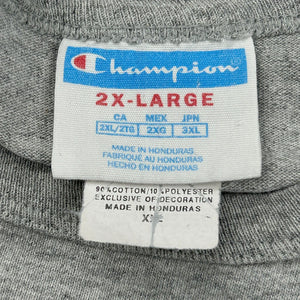 Champion
2X-LARGE
CA MEX JPN
2XL/2TG 2XG 3XL
MADE IN HONDURAS
FABRIQUÉ AU HONDURAS
HECHO EN HONDURAS
90%COTTON/10%POLYESTER
EXCLUSIVE OF DECORATION
MADE IN HONDURAS